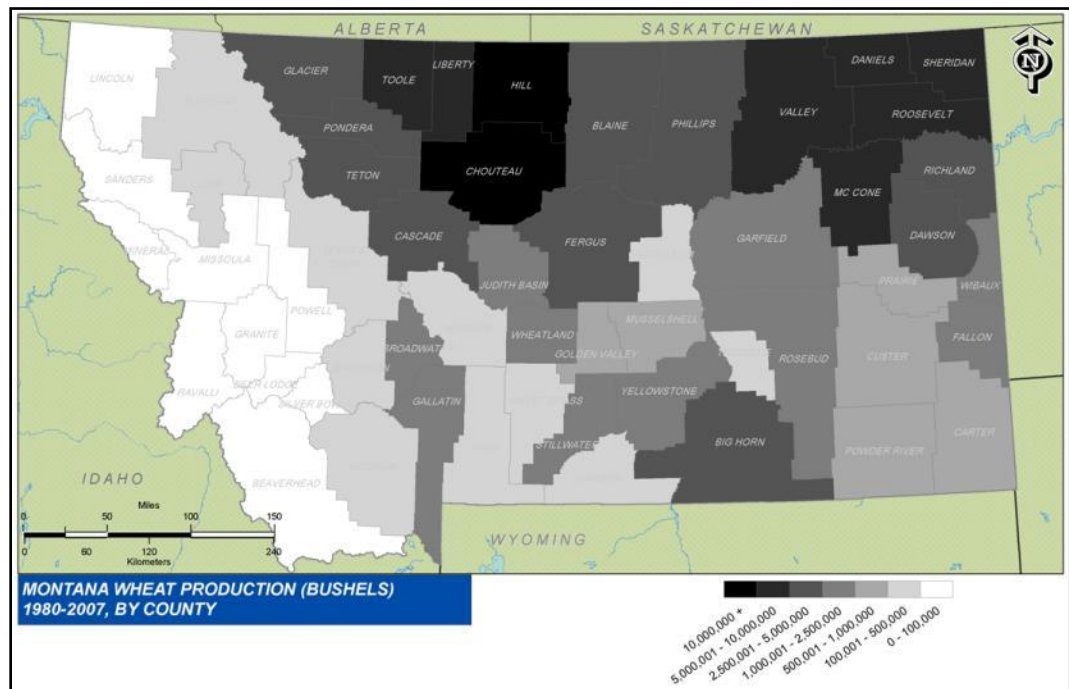 ALBERTA
SASKATCHEWAN
N
LINCOLN
GLACIER
TOOLE
LIBERTY
HILL
BLAINE
PHILLIPS
VALLEY
DANIELS
SHERIDAN
ROOSEVELT
PONDERA
TETON
CHOUTEAU
SANDERS
MC CONE
RICHLAND
DAWSON
MINERAL
MISSOULA
CASCADE
FERGUS
GARFIELD
JUDITH BASIN
PRAIRIE
WIBAUX
POWELL
GRANITE
BROADWATER
WHEATLAND
MUSSELSHELL
GOLDEN VALLEY
ROSEBUD
CUSTER
FALLON
DEER LODGE
RAVALLI
SILVER BOW
GALLATIN
YELLOWSTONE
STILLWATER
BIG HORN
POWDER RIVER
CARTER
BEAVERHEAD
IDAHO
WYOMING
Miles
0 50 100 150
0 60 120 240
Kilometers
MONTANA WHEAT PRODUCTION (BUSHELS)
1980-2007, BY COUNTY
10,000,000 +
5,000,001 - 10,000,000
2,500,001 - 5,000,000
1,000,001 - 2,500,000
500,001 - 1,000,000
100,001 - 500,000
0 - 100,000